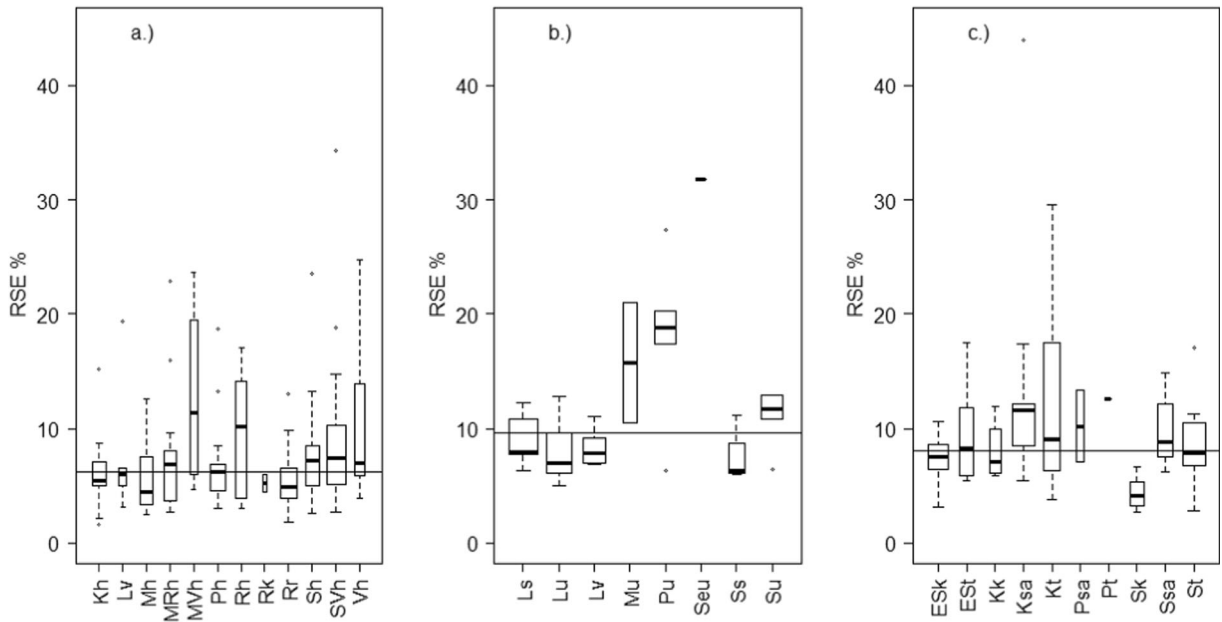 a.)
RSE %
0
10
20
30
40
Kh
Lv
Mh
MRh
MVh
Ph
Rh
Rk
Rr
Sh
SVh
Vh
b.)
RSE %
0
10
20
30
40
Ls
Lu
Lv
Mu
Pu
Seu
Ss
Su
c.)
RSE %
0
10
20
30
40
ESk
ESt
Kk
Ksa
Kt
Psa
Pt
Sk
Ssa
St